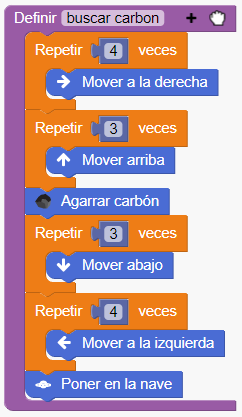 Definir buscar carbon +
Repetir 4 veces
Mover a la derecha
Repetir 3 veces
Mover arriba
Agarrar carbón
Repetir 3 veces
Mover abajo
Repetir 4 veces
Mover a la izquierda
Poner en la nave